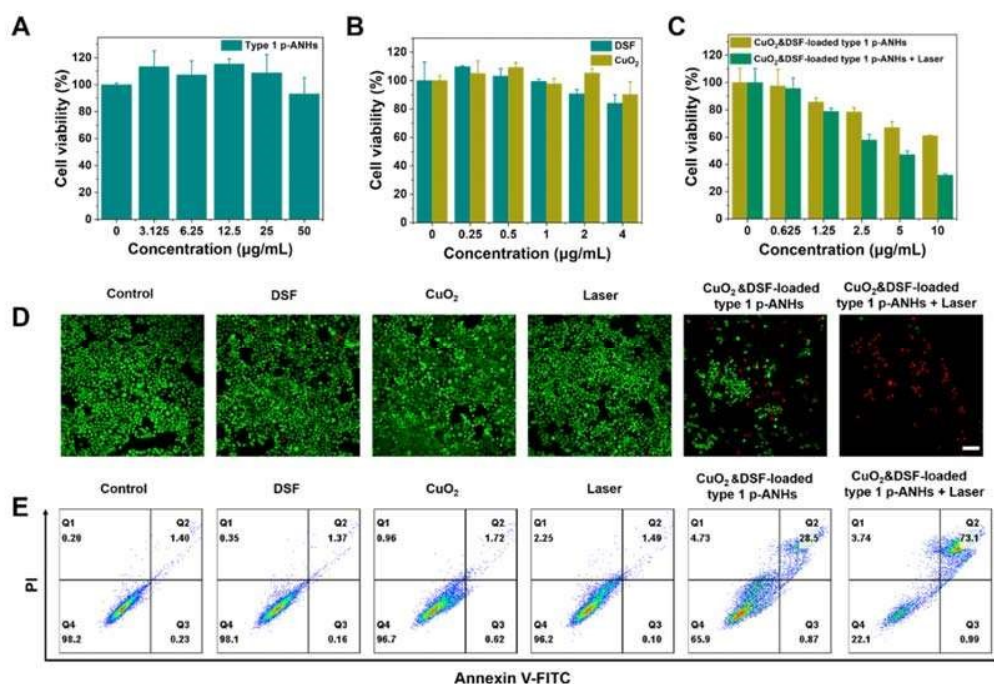 A
Type 1 p-ANHs
Cell viability (%)
120
100
80
60
40
20
0
0 3.125 6.25 12.5 25 50
Concentration (µg/mL)
B
DSF
CuO₂
Cell viability (%)
140
120
100
80
60
40
20
0
0 0.25 0.5 1 2 4
Concentration (µg/mL)
C
CuO₂&DSF-loaded type 1 p-ANHs
CuO₂&DSF-loaded type 1 p-ANHs + Laser
Cell viability (%)
140
120
100
80
60
40
20
0
0 0.625 1.25 2.5 5 10
Concentration (µg/mL)
D
Control
DSF
CuO₂
Laser
CuO₂&DSF-loaded
type 1 p-ANHs
CuO₂&DSF-loaded
type 1 p-ANHs + Laser
E
PI
Control
Q1 Q2
0.20 1.40
Q4 Q3
98.2 0.23
DSF
Q1 Q2
0.35 1.37
Q4 Q3
98.1 0.16
CuO₂
Q1 Q2
0.96 1.72
Q4 Q3
96.7 0.62
Laser
Q1 Q2
2.25 1.49
Q4 Q3
96.2 0.10
CuO₂&DSF-loaded
type 1 p-ANHs
Q1 Q2
4.73 28.5
Q4 Q3
65.9 0.87
CuO₂&DSF-loaded
type 1 p-ANHs + Laser
Q1 Q2
3.74 73.1
Q4 Q3
22.1 0.99
Annexin V-FITC